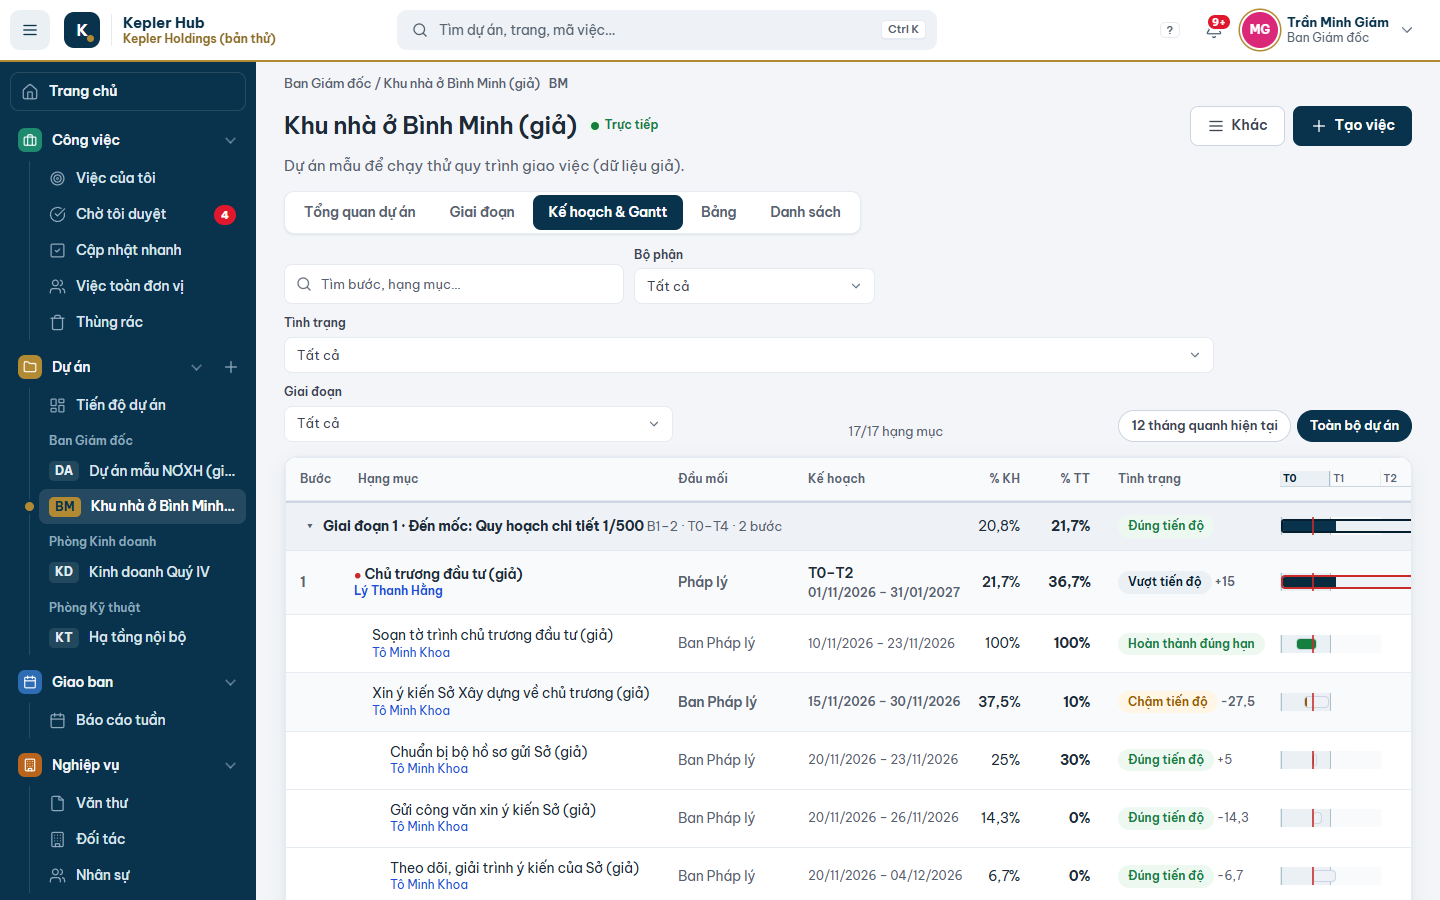 K.
Kepler Hub
Kepler Holdings (bản thử)
Tìm dự án, trang, mã việc...
Ctrl K
?
9+
MG
Trần Minh Giám
Ban Giám đốc
Trang chủ
Công việc
Việc của tôi
Chờ tôi duyệt
4
Cập nhật nhanh
Việc toàn đơn vị
Thùng rác
Dự án
Tiến độ dự án
Ban Giám đốc
DA Dự án mẫu NƠXH (gi...
BM Khu nhà ở Bình Minh...
Phòng Kinh doanh
KD Kinh doanh Quý IV
Phòng Kỹ thuật
KT Hạ tầng nội bộ
Giao ban
Báo cáo tuần
Nghiệp vụ
Văn thư
Đối tác
Nhân sự
Ban Giám đốc / Khu nhà ở Bình Minh (giả) BM
Khu nhà ở Bình Minh (giả)
Trực tiếp
Khác
Tạo việc
Dự án mẫu để chạy thử quy trình giao việc (dữ liệu giả).
Tổng quan dự án
Giai đoạn
Kế hoạch & Gantt
Bảng
Danh sách
Tìm bước, hạng mục...
Bộ phận
Tất cả
Tình trạng
Tất cả
Giai đoạn
Tất cả
17/17 hạng mục
12 tháng quanh hiện tại
Toàn bộ dự án
Bước Hạng mục Đầu mối Kế hoạch % KH % TT Tình trạng T0 T1 T2
Giai đoạn 1 · Đến mốc: Quy hoạch chi tiết 1/500 B1–2 · T0–T4 · 2 bước 20,8% 21,7% Đúng tiến độ
1 Chủ trương đầu tư (giả) Pháp lý T0–T2 21,7% 36,7% Vượt tiến độ +15
Lý Thanh Hằng 01/11/2026 – 31/01/2027
Soạn tờ trình chủ trương đầu tư (giả) Ban Pháp lý 10/11/2026 – 23/11/2026 100% 100% Hoàn thành đúng hạn
Tô Minh Khoa
Xin ý kiến Sở Xây dựng về chủ trương (giả) Ban Pháp lý 15/11/2026 – 30/11/2026 37,5% 10% Chậm tiến độ -27,5
Tô Minh Khoa
Chuẩn bị bộ hồ sơ gửi Sở (giả) Ban Pháp lý 20/11/2026 – 23/11/2026 25% 30% Đúng tiến độ +5
Tô Minh Khoa
Gửi công văn xin ý kiến Sở (giả) Ban Pháp lý 20/11/2026 – 26/11/2026 14,3% 0% Đúng tiến độ -14,3
Tô Minh Khoa
Theo dõi, giải trình ý kiến của Sở (giả) Ban Pháp lý 20/11/2026 – 04/12/2026 6,7% 0% Đúng tiến độ -6,7
Tô Minh Khoa